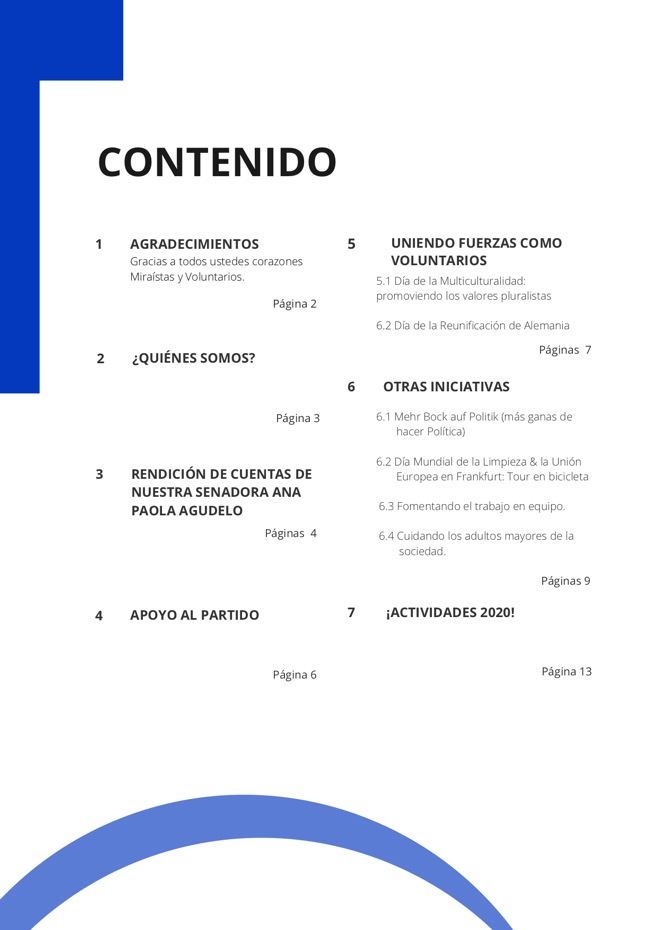 CONTENIDO
1 AGRADECIMIENTOS
Gracias a todos ustedes corazones
Miraístas y Voluntarios.
Página 2
2 ¿QUIÉNES SOMOS?
Página 3
3 RENDICIÓN DE CUENTAS DE
NUESTRA SENADORA ANA
PAOLA AGUDELO
Páginas 4
4 APOYO AL PARTIDO
Página 6
5 UNIENDO FUERZAS COMO
VOLUNTARIOS
5.1 Día de la Multiculturalidad:
promoviendo los valores pluralistas
6.2 Día de la Reunificación de Alemania
Páginas 7
6 OTRAS INICIATIVAS
6.1 Mehr Bock auf Politik (más ganas de
hacer Política)
6.2 Día Mundial de la Limpieza & la Unión
Europea en Frankfurt: Tour en bicicleta
6.3 Fomentando el trabajo en equipo.
6.4 Cuidando los adultos mayores de la
sociedad.
Páginas 9
7 ¡ACTIVIDADES 2020!
Página 13